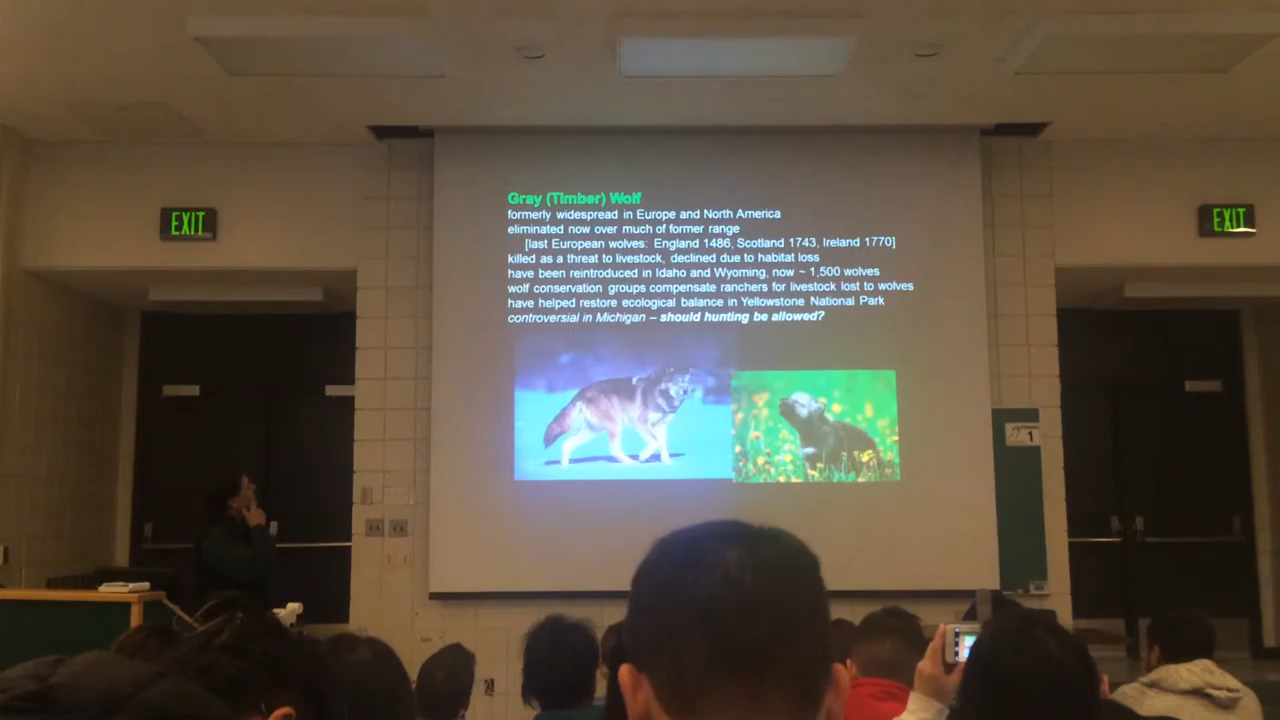 EXIT
EXIT
Gray (Timber) Wolf
formerly widespread in Europe and North America
eliminated now over much of former range
[last European wolves: England 1486, Scotland 1743, Ireland 1770]
killed as a threat to livestock, declined due to habitat loss
have been reintroduced in Idaho and Wyoming, now ~ 1,500 wolves
wolf conservation groups compensate ranchers for livestock lost to wolves
have helped restore ecological balance in Yellowstone National Park
controversial in Michigan – should hunting be allowed?
1